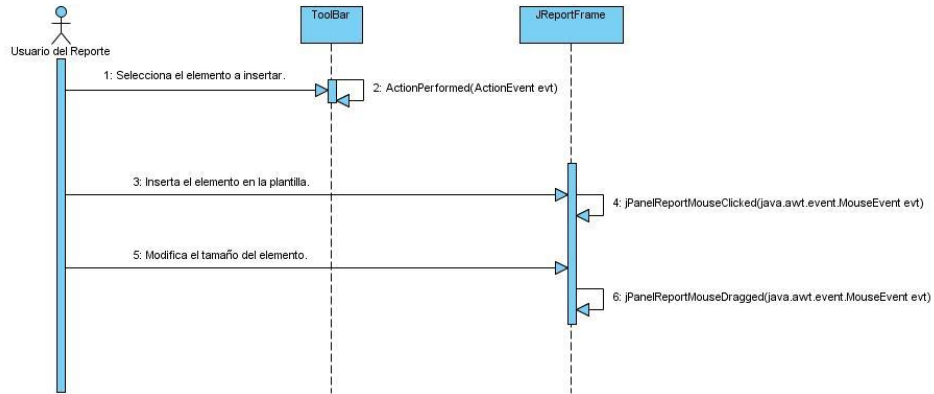 ToolBar
JReportFrame
Usuario del Reporte
1: Selecciona el elemento a insertar.
2: ActionPerformed(ActionEvent evt)
3: Inserta el elemento en la plantilla.
4: jPanelReportMouseClicked(java.awt.event.MouseEvent evt)
5: Modifica el tamaño del elemento.
6: jPanelReportMouseDragged(java.awt.event.MouseEvent evt)